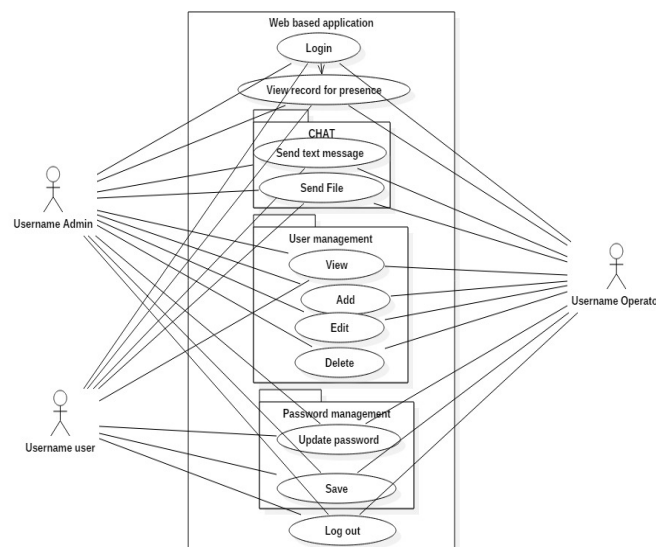 Web based application
Login
View record for presence
CHAT
Send text message
Send File
Username Admin
User management
View
Add
Edit
Delete
Username Operato
Password management
Update password
Username user
Save
Log out